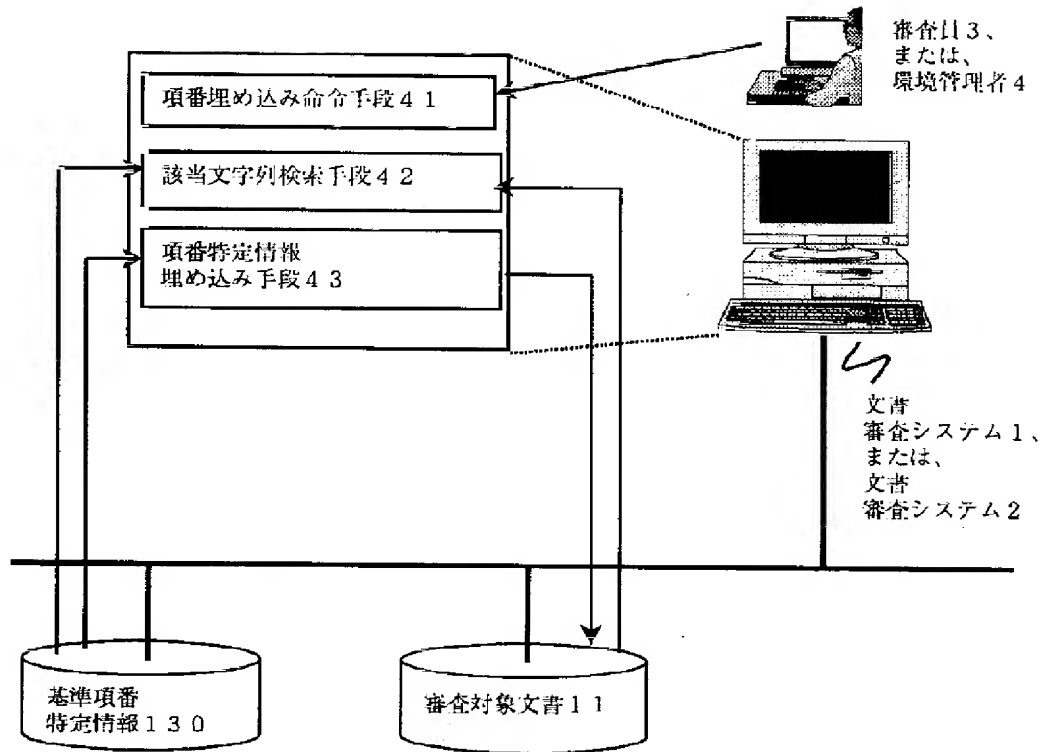 審査員3、
または、
環境管理者4
項番埋め込み命令手段41
該当文字列検索手段42
項番特定情報
埋め込み手段43
文書
審査システム1、
または、
文書
審査システム2
基準項番
特定情報130
審査対象文書11